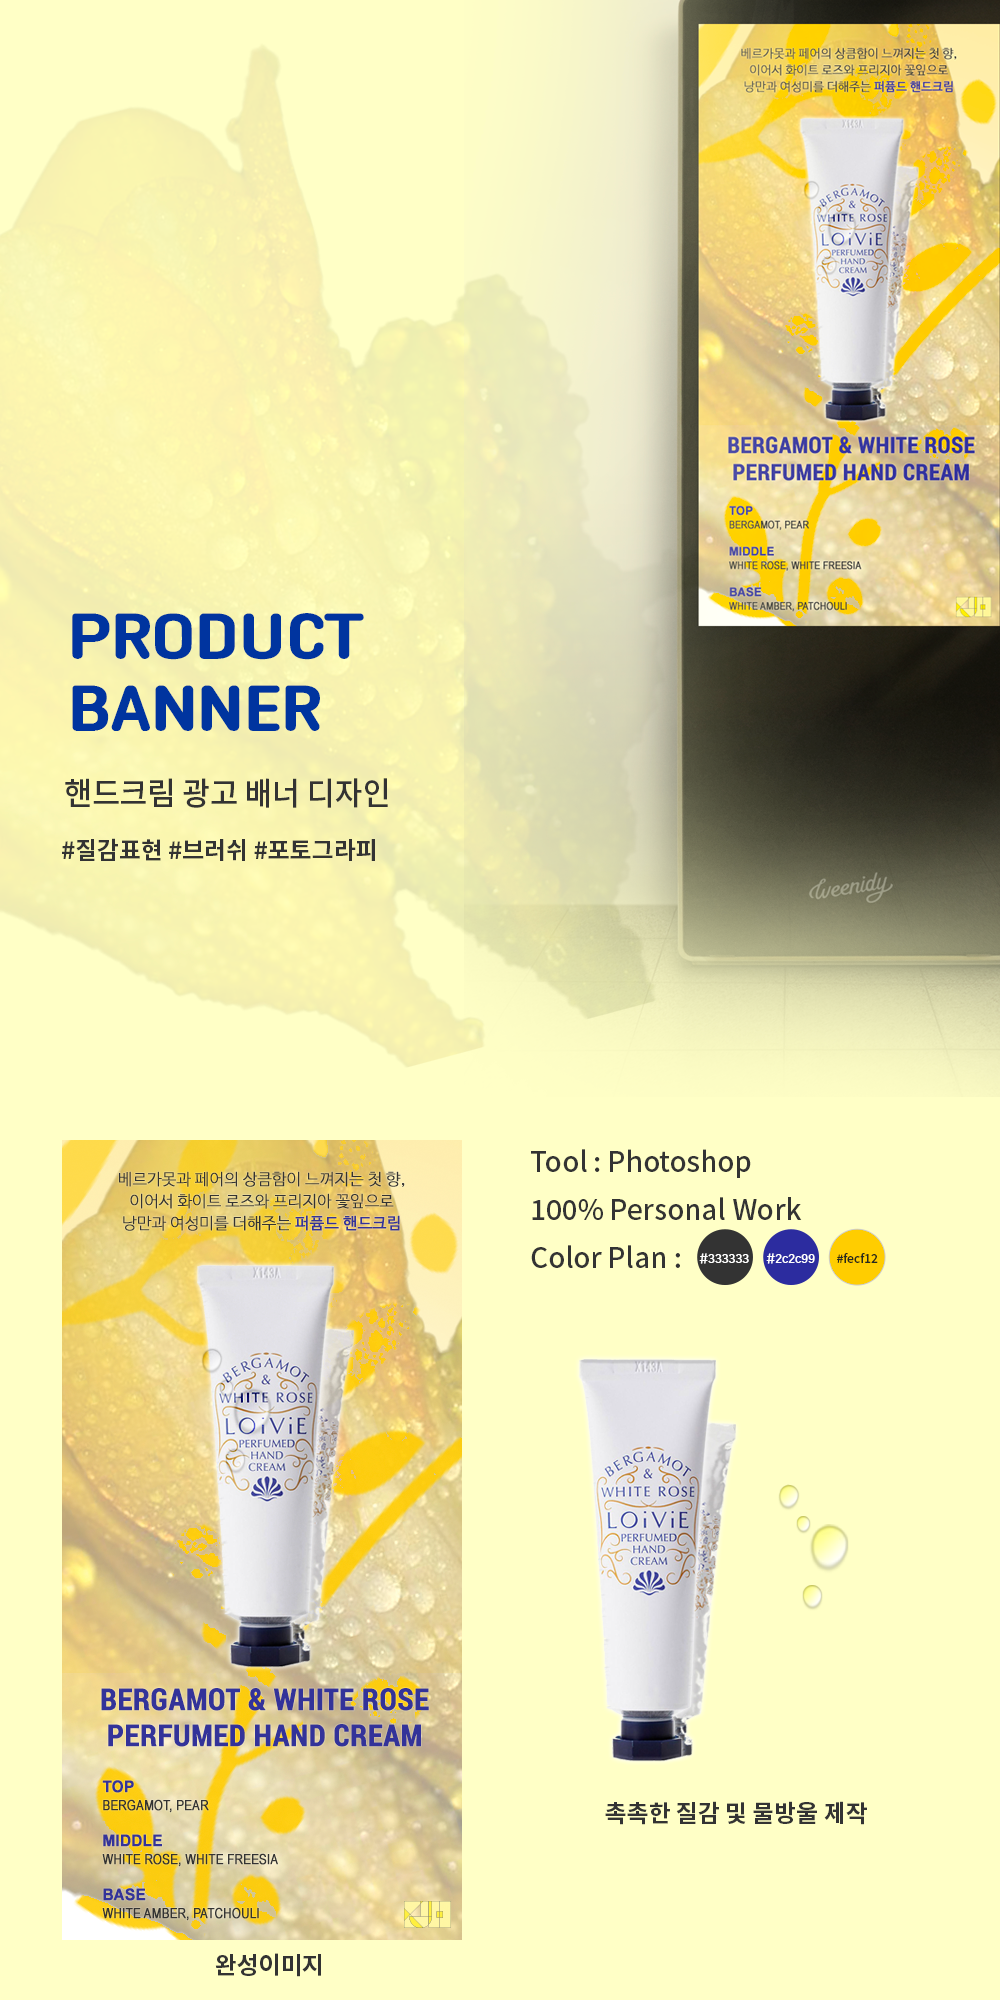 베르가못과 페어의 상큼함이 느껴지는 첫 향,
이어서 화이트 로즈와 프리지아 꽃잎으로
낭만과 여성미를 더해주는 퍼퓸드 핸드크림
X143A
BERGAMOT
&
WHITE ROSE
LOiViE
PERFUMED
HAND
CREAM
BERGAMOT & WHITE ROSE
PERFUMED HAND CREAM
TOP
BERGAMOT, PEAR
MIDDLE
WHITE ROSE, WHITE FREESIA
BASE
WHITE AMBER, PATCHOULI
PRODUCT
BANNER
핸드크림 광고 배너 디자인
#질감표현 #브러쉬 #포토그라피
Weenidy
베르가못과 페어의 상큼함이 느껴지는 첫 향,
이어서 화이트 로즈와 프리지아 꽃잎으로
낭만과 여성미를 더해주는 퍼퓸드 핸드크림
X143A
BERGAMOT
&
WHITE ROSE
LOiViE
PERFUMED
HAND
CREAM
BERGAMOT & WHITE ROSE
PERFUMED HAND CREAM
TOP
BERGAMOT, PEAR
MIDDLE
WHITE ROSE, WHITE FREESIA
BASE
WHITE AMBER, PATCHOULI
완성이미지
Tool : Photoshop
100% Personal Work
Color Plan : #333333 #2c2c99 #fecf12
X143A
BERGAMOT
&
WHITE ROSE
LOiViE
PERFUMED
HAND
CREAM
촉촉한 질감 및 물방울 제작